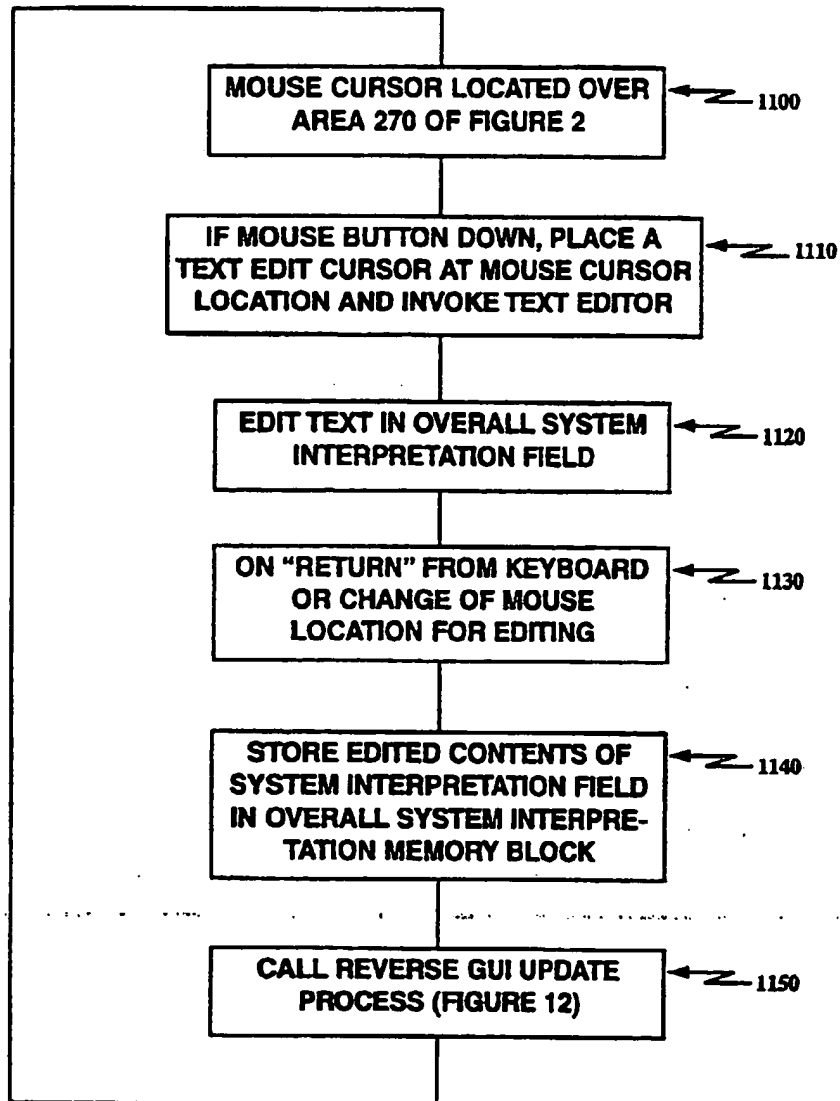 MOUSE CURSOR LOCATED OVER
AREA 270 OF FIGURE 2
1100
IF MOUSE BUTTON DOWN, PLACE A
TEXT EDIT CURSOR AT MOUSE CURSOR
LOCATION AND INVOKE TEXT EDITOR
1110
EDIT TEXT IN OVERALL SYSTEM
INTERPRETATION FIELD
1120
ON “RETURN” FROM KEYBOARD
OR CHANGE OF MOUSE
LOCATION FOR EDITING
1130
STORE EDITED CONTENTS OF
SYSTEM INTERPRETATION FIELD
IN OVERALL SYSTEM INTERPRE-
TATION MEMORY BLOCK
1140
CALL REVERSE GUI UPDATE
PROCESS (FIGURE 12)
1150